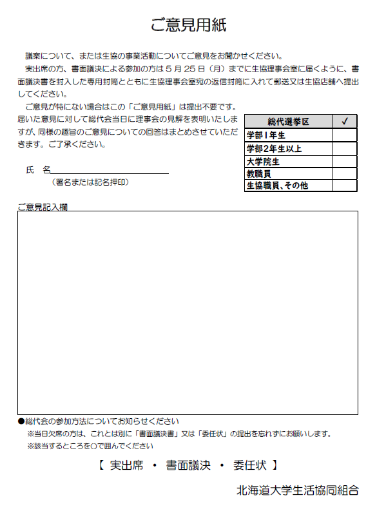 ご意見用紙
議案について、または生協の事業活動についてご意見をお聞かせください。
実出席の方、書面議決による参加の方は5月25日（月）までに生協理事会室に届くように、書
面議決書を封入した専用封筒とともに生協理事会室宛の返信封筒に入れて郵送又は生協店舗へ提出
してください。
ご意見が特にない場合はこの「ご意見用紙」は提出不要です。
届いた意見に対して総代会当日に理事会の見解を表明いたしま
すが、同様の趣旨のご意見についての回答はまとめさせていただ
きます。ご了承ください。
総代選挙区 ✓
学部1年生
学部2年生以上
大学院生
教職員
生協職員、その他
氏 名
（署名または記名押印）
ご意見記入欄
●総代会の参加方法についてお知らせください
※当日欠席の方は、これとは別に「書面議決書」又は「委任状」の提出を忘れずにお願いします。
※該当するところを〇で囲んでください
【 実出席 ・ 書面議決 ・ 委任状 】
北海道大学生活協同組合